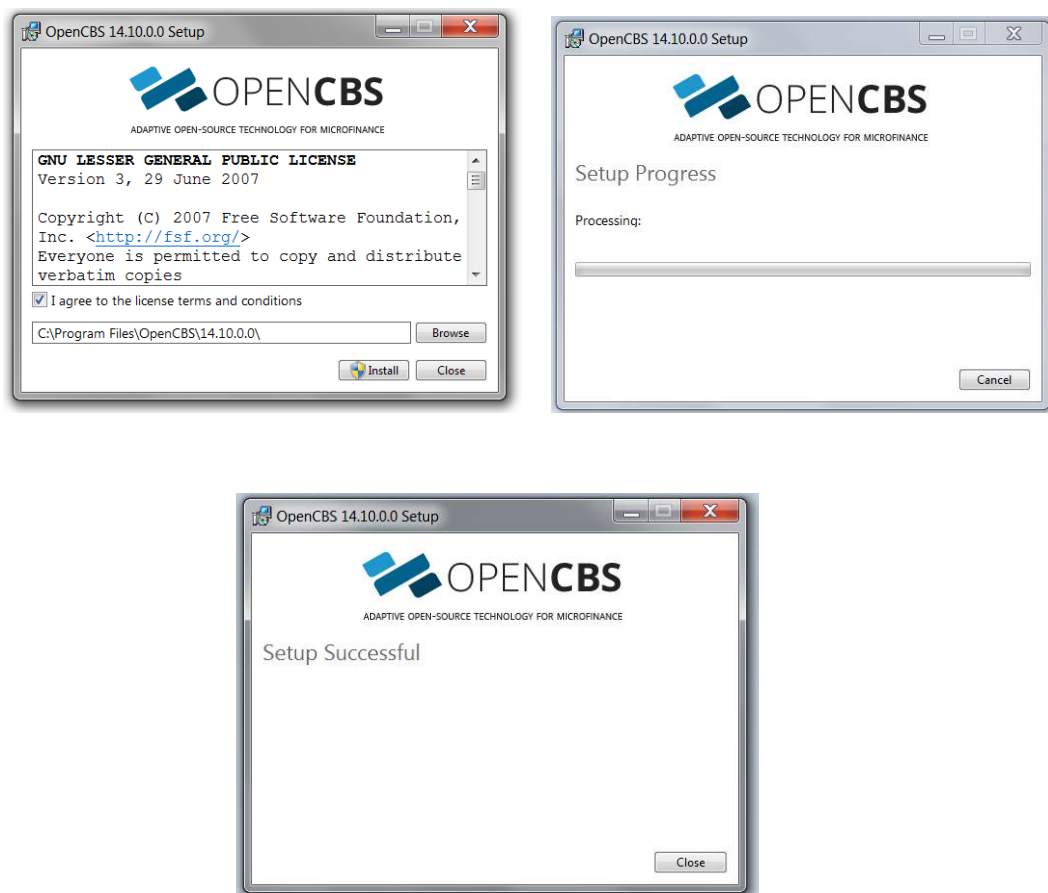 OpenCBS 14.10.0.0 Setup
OPENCBS
ADAPTIVE OPEN-SOURCE TECHNOLOGY FOR MICROFINANCE
GNU LESSER GENERAL PUBLIC LICENSE
Version 3, 29 June 2007
Copyright (C) 2007 Free Software Foundation,
Inc. <http://fsf.org/>
Everyone is permitted to copy and distribute
verbatim copies
I agree to the license terms and conditions
C:\Program Files\OpenCBS\14.10.0.0\
Browse
Install
Close
OpenCBS 14.10.0.0 Setup
OPENCBS
ADAPTIVE OPEN-SOURCE TECHNOLOGY FOR MICROFINANCE
Setup Progress
Processing:
Cancel
OpenCBS 14.10.0.0 Setup
OPENCBS
ADAPTIVE OPEN-SOURCE TECHNOLOGY FOR MICROFINANCE
Setup Successful
Close